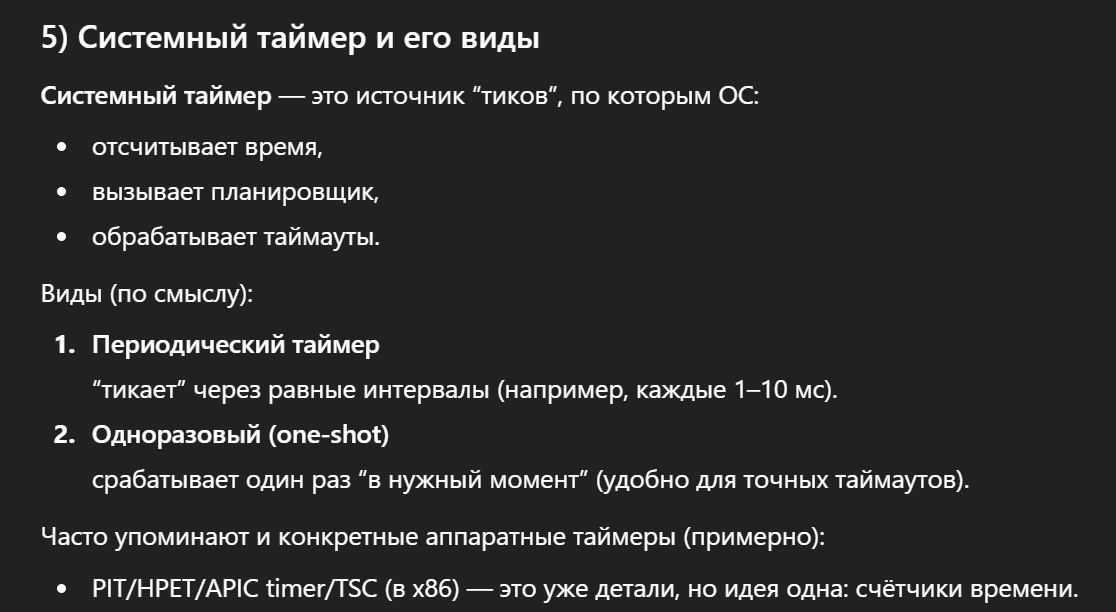 5) Системный таймер и его виды
Системный таймер — это источник “тиков”, по которым ОС:
• отсчитывает время,
• вызывает планировщик,
• обрабатывает таймауты.
Виды (по смыслу):
1. Периодический таймер
“тикает” через равные интервалы (например, каждые 1–10 мс).
2. Одноразовый (one-shot)
срабатывает один раз “в нужный момент” (удобно для точных таймаутов).
Часто упоминают и конкретные аппаратные таймеры (примерно):
• PIT/HPET/APIC timer/TSC (в x86) — это уже детали, но идея одна: счётчики времени.